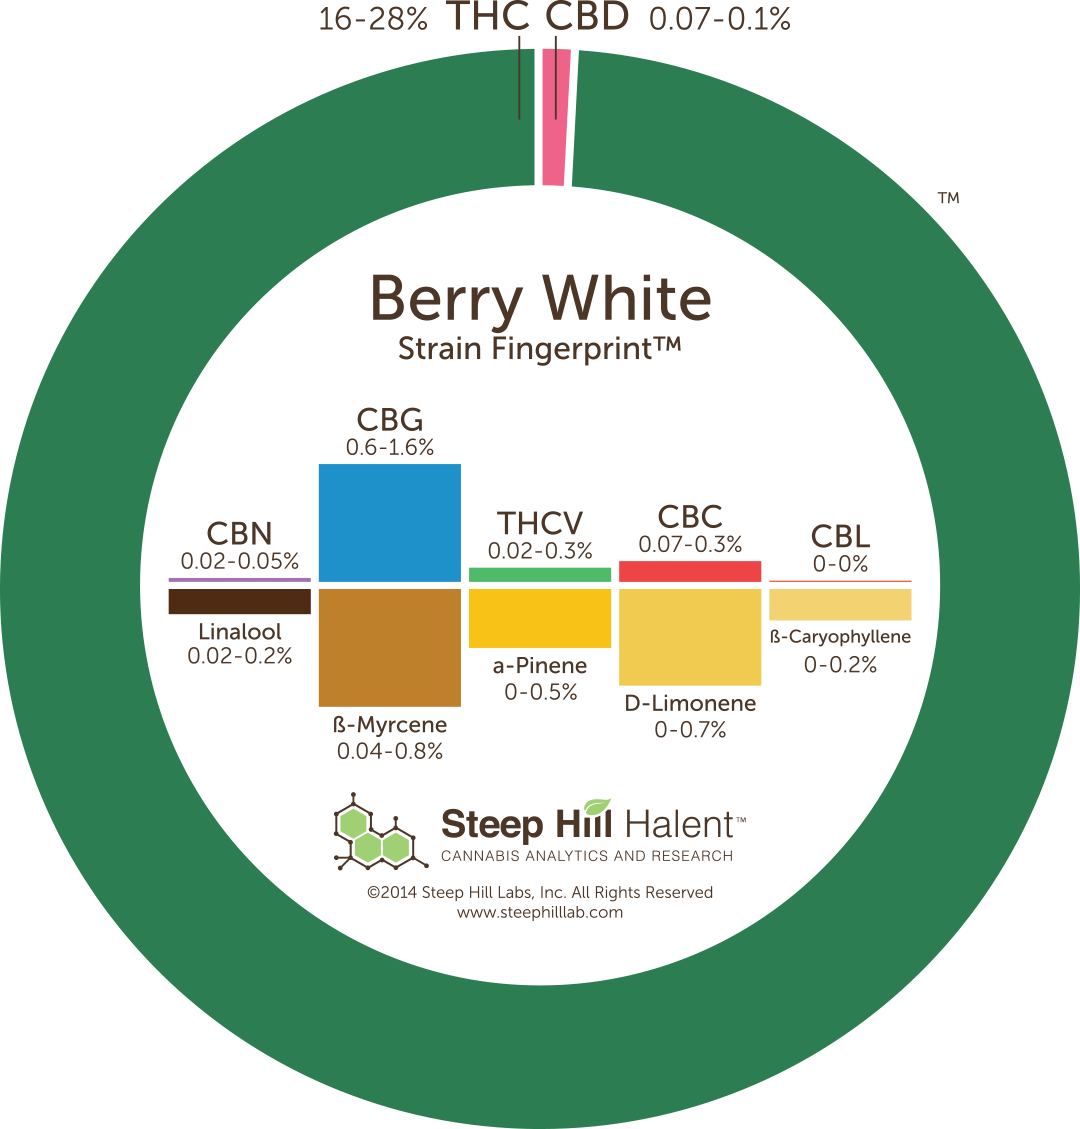 16-28% THC CBD 0.07-0.1%
TM
Berry White
Strain Fingerprint™
CBG
0.6-1.6%
CBN
0.02-0.05%
THCV
0.02-0.3%
CBC
0.07-0.3%
CBL
0-0%
Linalool
0.02-0.2%
ß-Myrcene
0.04-0.8%
a-Pinene
0-0.5%
D-Limonene
0-0.7%
ß-Caryophyllene
0-0.2%
Steep Hill Halent™
CANNABIS ANALYTICS AND RESEARCH
©2014 Steep Hill Labs, Inc. All Rights Reserved
www.steephilllab.com